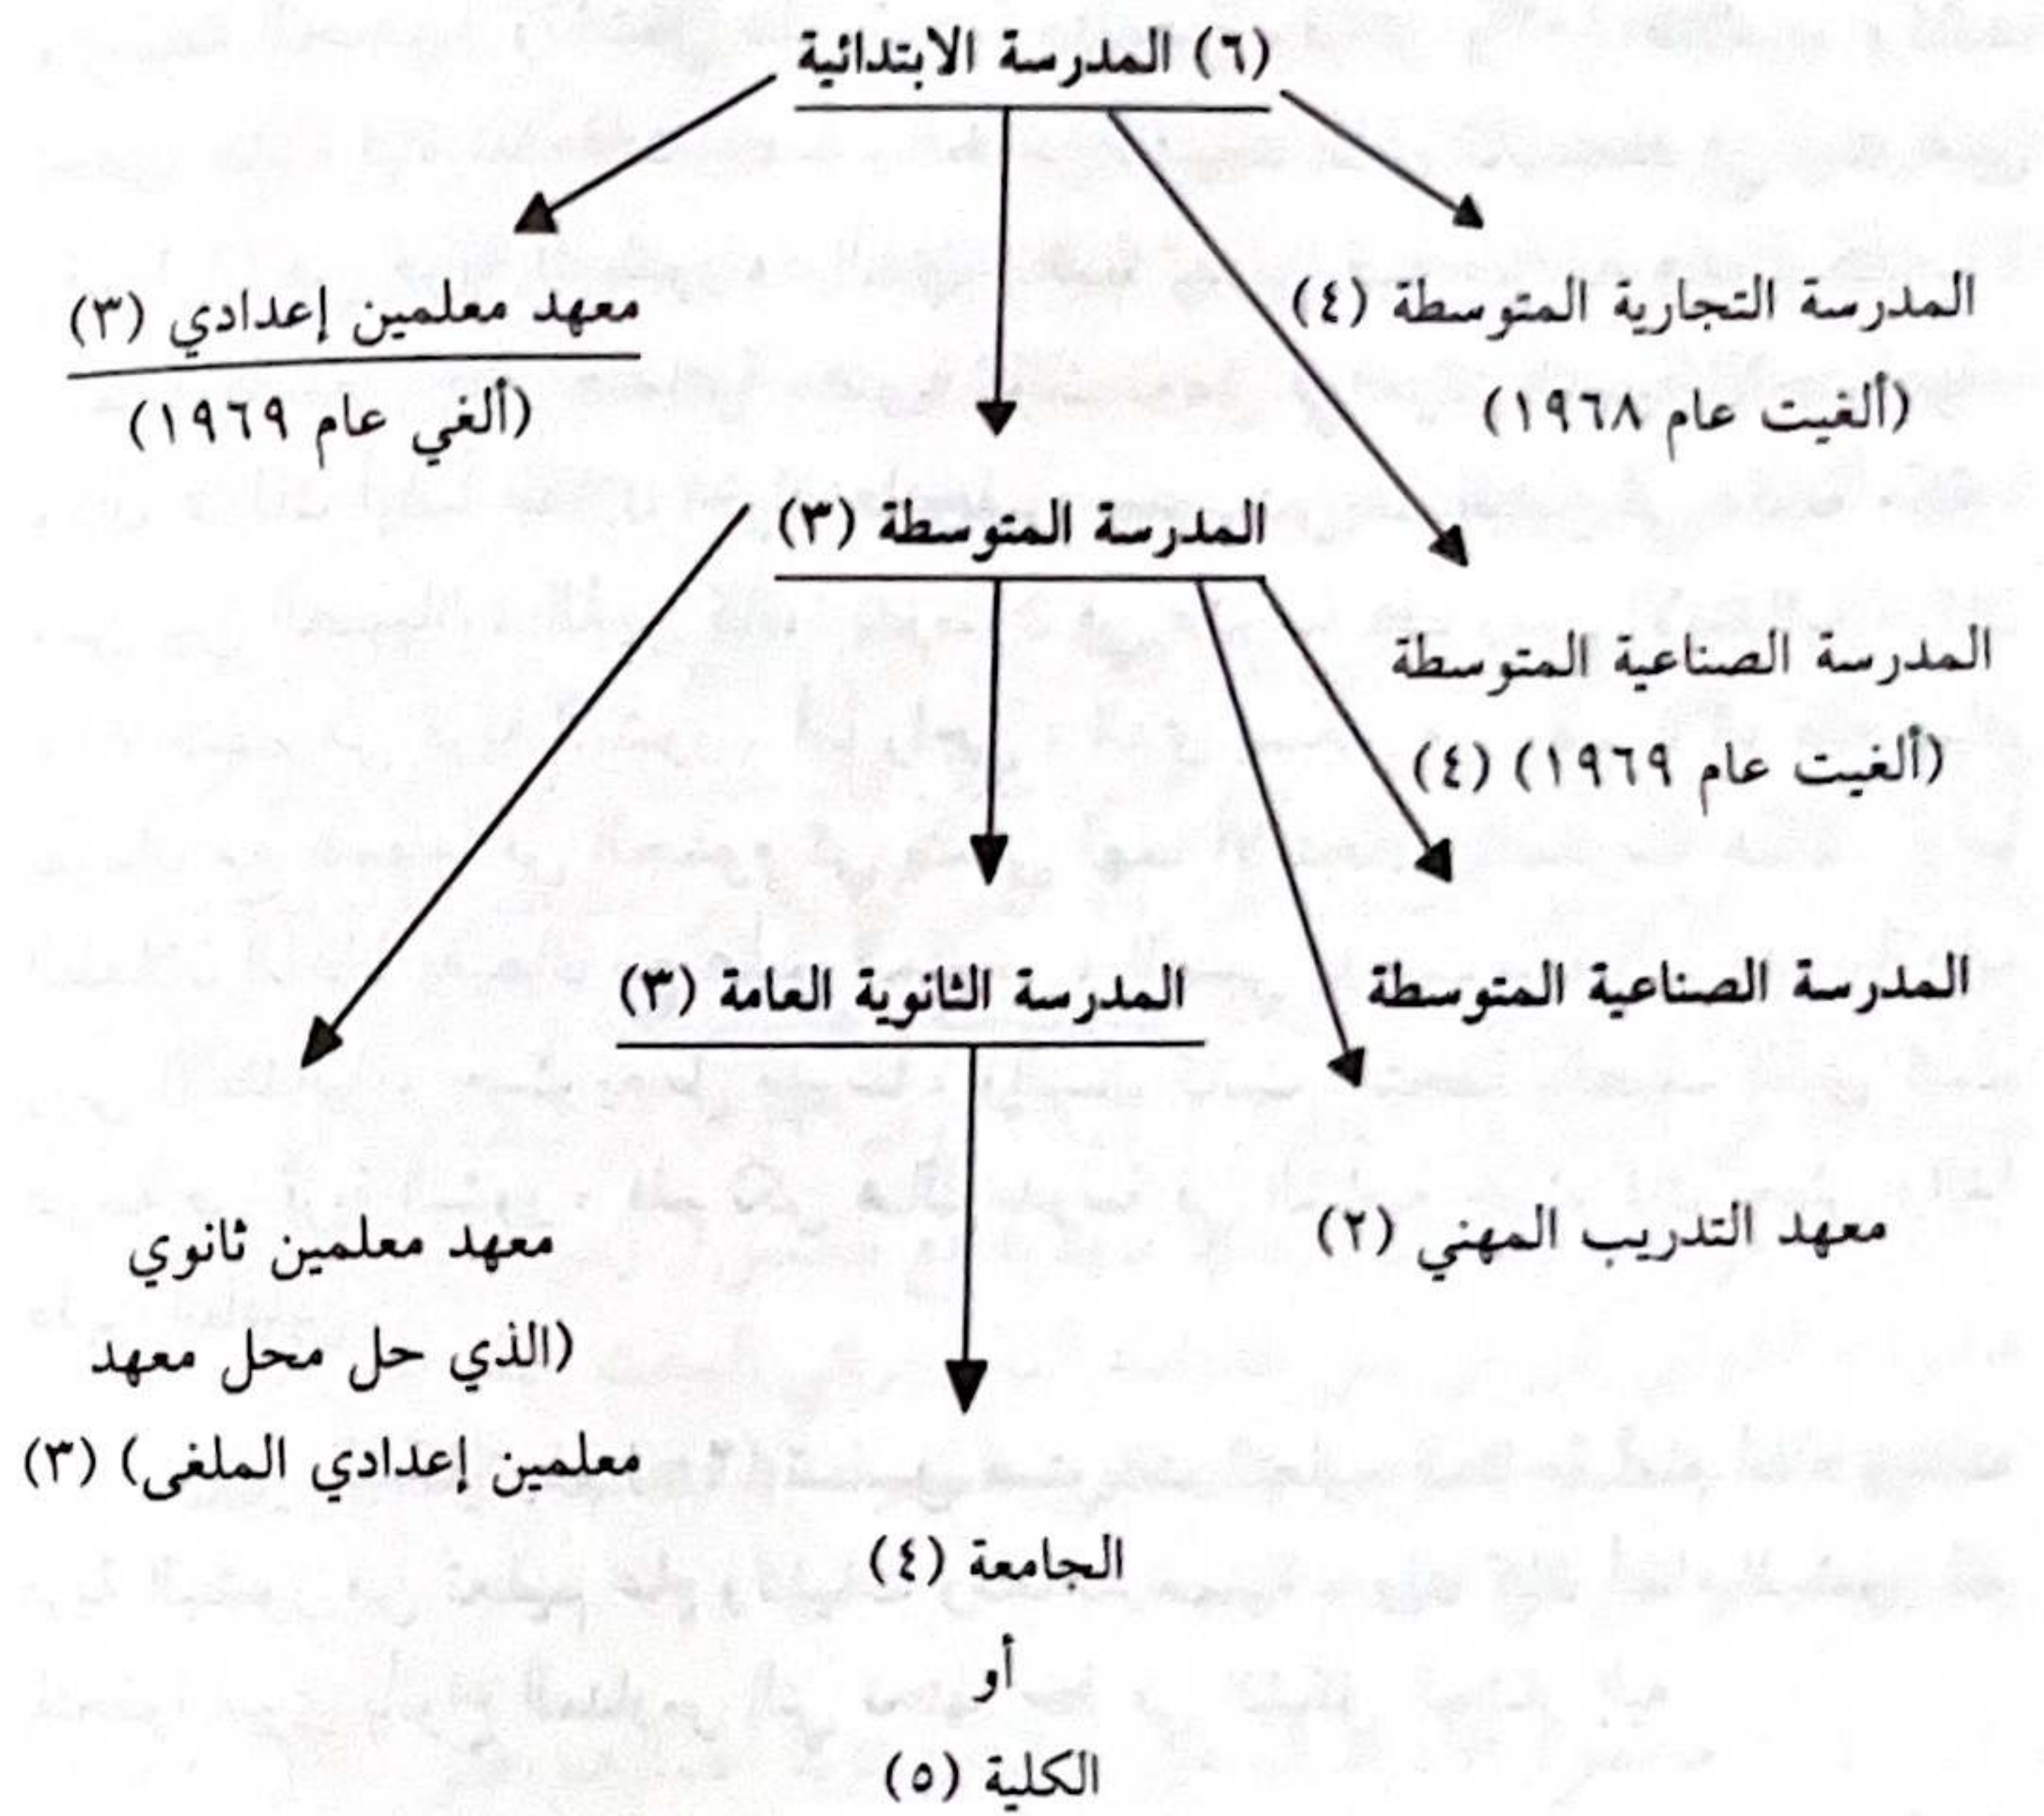 (٦) المدرسة الابتدائية
المدرسة التجارية المتوسطة (٤)
(ألغيت عام ١٩٦٨)
معهد معلمين إعدادي (٣)
(ألغي عام ١٩٦٩)
المدرسة المتوسطة (٣)
المدرسة الصناعية المتوسطة
(ألغيت عام ١٩٦٩) (٤)
المدرسة الصناعية المتوسطة
المدرسة الثانوية العامة (٣)
معهد التدريب المهني (٢)
معهد معلمين ثانوي
(الذي حل محل معهد
معلمين إعدادي الملغى) (٣)
الجامعة (٤)
أو
الكلية (٥)